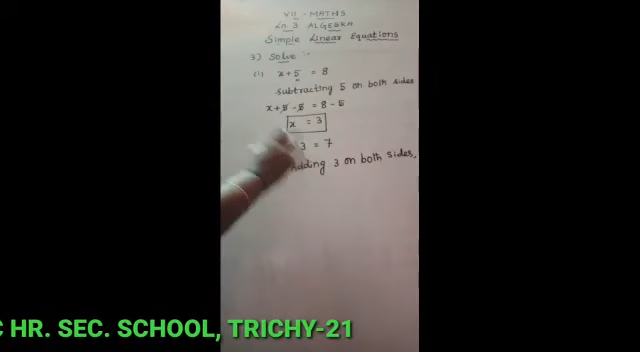 VII - MATHS
Ln. 3 ALGEBRA
Simple Linear Equations
3) Solve :-
(i) x + 5 = 8
Subtracting 5 on both sides
x + 5 - 5 = 8 - 5
x = 3
3 = 7
Adding 3 on both sides,
C HR. SEC. SCHOOL, TRICHY-21